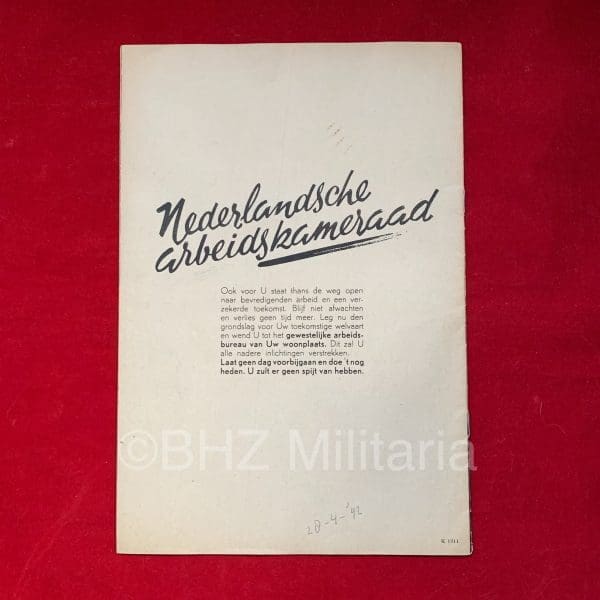 Nederlandsche
arbeidskameraad
Ook voor U staat thans de weg open
naar bevredigenden arbeid en een ver-
zekerde toekomst. Blijf niet afwachten
en verlies geen tijd meer. Leg nu den
grondslag voor Uw toekomstige welvaart
en wend U tot het gewestelijke arbeids-
bureau van Uw woonplaats. Dit zal U
alle nadere inlichtingen verstrekken.
Laat geen dag voorbijgaan en doe 't nog
heden. U zult er geen spijt van hebben.
©BHZ Militaria
28-4-'42
K 1511